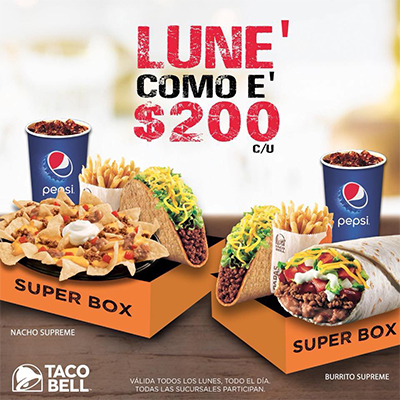 LUNE'
COMO E'
$200
C/U
pepsi
pepsi
SUPER BOX
SUPER BOX
NACHO SUPREME
BURRITO SUPREME
TACO
BELL
VÁLIDA TODOS LOS LUNES, TODO EL DÍA.
TODAS LAS SUCURSALES PARTICIPAN.